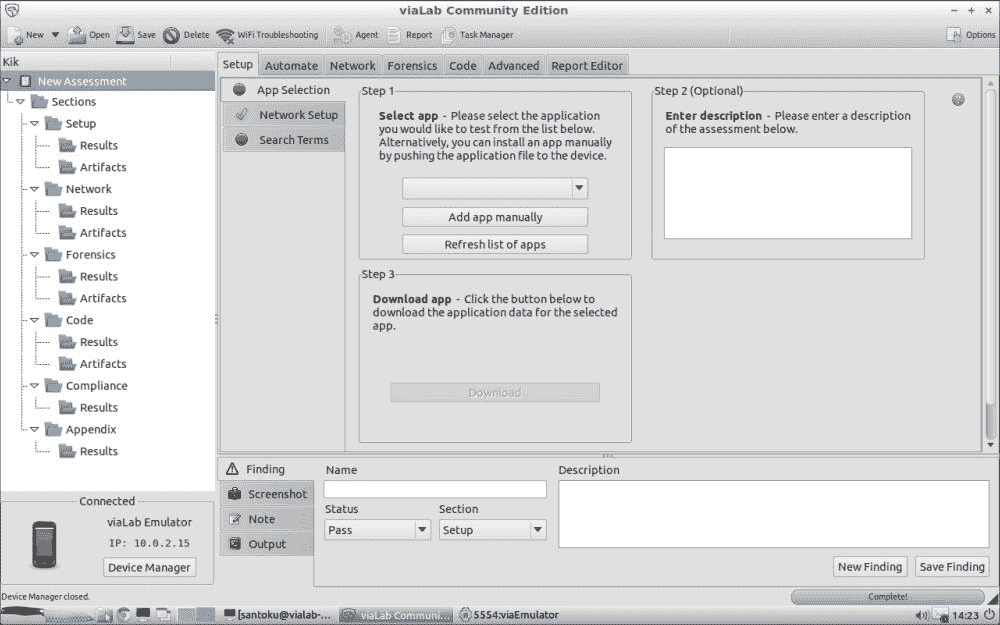 viaLab Community Edition
New Open Save Delete WiFi Troubleshooting Agent Report Task Manager Options
Kik
New Assessment
Sections
Setup
Results
Artifacts
Network
Results
Artifacts
Forensics
Results
Artifacts
Code
Results
Artifacts
Compliance
Results
Appendix
Results
Connected
viaLab Emulator
IP: 10.0.2.15
Device Manager
Setup Automate Network Forensics Code Advanced Report Editor
App Selection
Network Setup
Search Terms
Step 1
Select app - Please select the application
you would like to test from the list below.
Alternatively, you can install an app manually
by pushing the application file to the device.
Add app manually
Refresh list of apps
Step 2 (Optional)
Enter description - Please enter a description
of the assessment below.
Step 3
Download app - Click the button below to
download the application data for the selected
app.
Download
Finding
Screenshot
Note
Output
Name
Status Section
Pass Setup
Description
New Finding Save Finding
Device Manager closed.
Complete!
[santoku@vialab-... viaLab Communi... 5554:viaEmulator 14:23